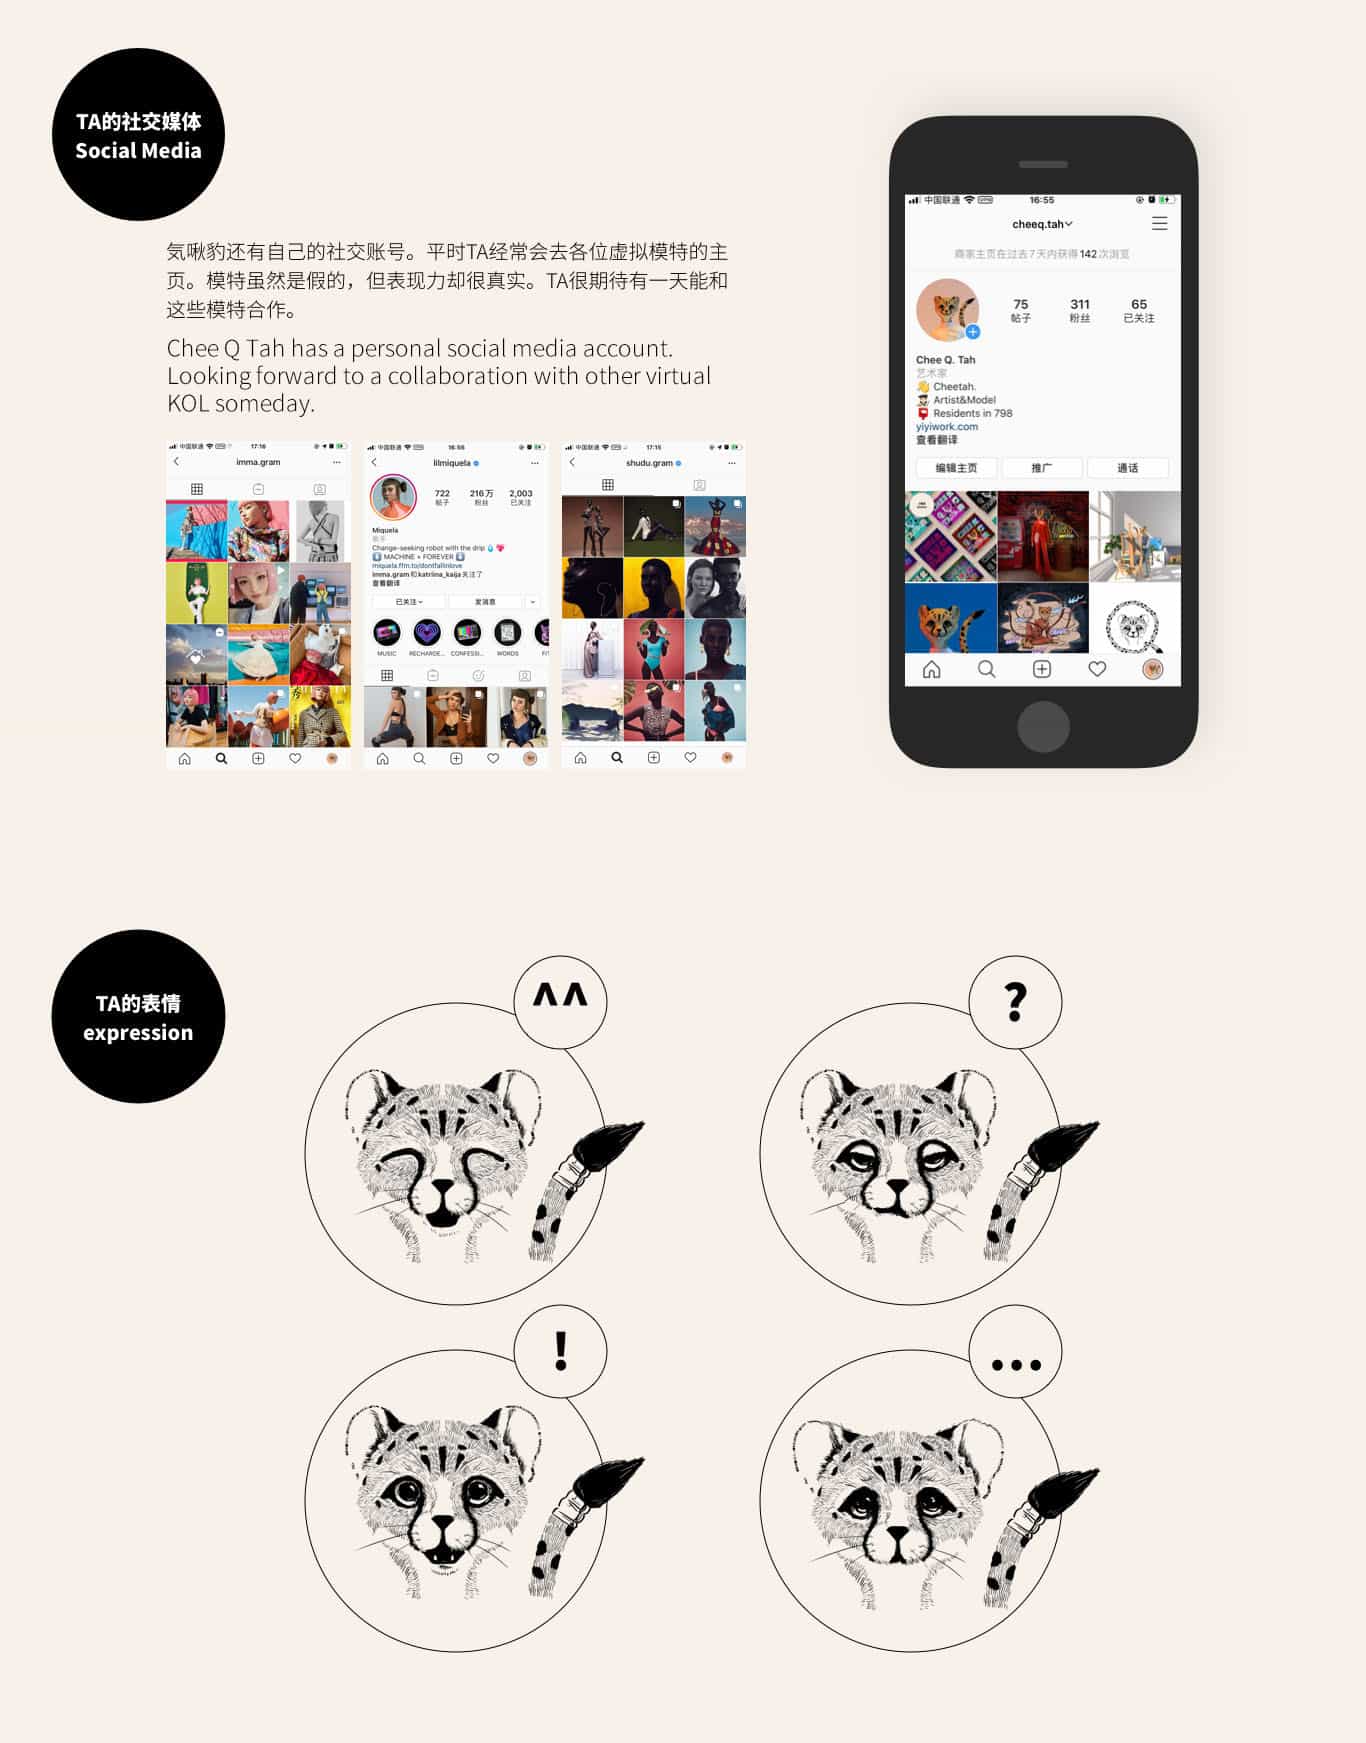 TA的社交媒体
Social Media
気啾豹还有自己的社交账号。平时TA经常会去各位虚拟模特的主
页。模特虽然是假的，但表现力却很真实。TA很期待有一天能和
这些模特合作。
Chee Q Tah has a personal social media account.
Looking forward to a collaboration with other virtual
KOL someday.
中国联通 17:16
imma.gram
中国联通 16:55
lilmiquela
722 216万 2,003
帖子 粉丝 已关注
Miquela
歌手
Change-seeking robot with the drip
MACHINE + FOREVER
miquela.ffm.to/dontfallinlove
imma.gram 和 katriina_kaija 关注了
查看翻译
已关注 发消息
MUSIC RECHARDE... CONFESSI... WORDS
中国联通 17:15
shudu.gram
中国联通 VPN 16:55
cheeq.tah
商家主页在过去7天内获得142次浏览
75 311 65
帖子 粉丝 已关注
Chee Q. Tah
艺术家
Cheetah.
Artist&Model
Residents in 798
yiyiwork.com
查看翻译
编辑主页 推广 通话
TA的表情
expression
^^
?
!
...